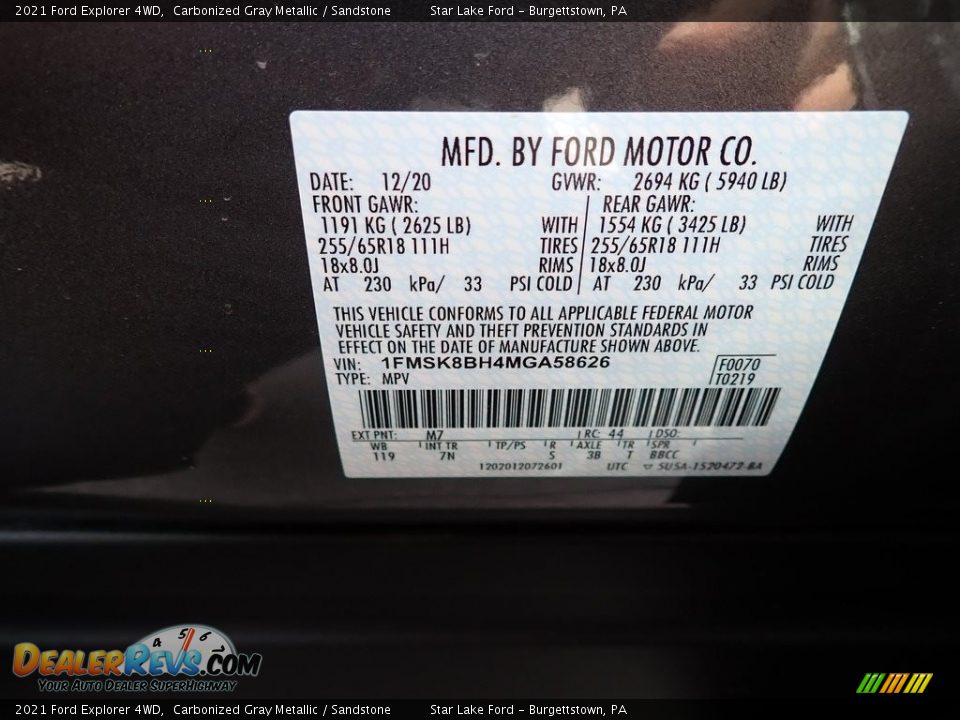 2021 Ford Explorer 4WD, Carbonized Gray Metallic / Sandstone Star Lake Ford - Burgettstown, PA
MFD. BY FORD MOTOR CO.
DATE: 12/20 GVWR: 2694 KG ( 5940 LB)
FRONT GAWR: REAR GAWR:
1191 KG ( 2625 LB) WITH 1554 KG ( 3425 LB) WITH
255/65R18 111H TIRES 255/65R18 111H TIRES
18x8.0J RIMS 18x8.0J RIMS
AT 230 kPa/ 33 PSI COLD AT 230 kPa/ 33 PSI COLD
THIS VEHICLE CONFORMS TO ALL APPLICABLE FEDERAL MOTOR
VEHICLE SAFETY AND THEFT PREVENTION STANDARDS IN
EFFECT ON THE DATE OF MANUFACTURE SHOWN ABOVE.
VIN: 1FMSK8BH4MGA58626 F0070
TYPE: MPV T0219
EXT PNT: M7 RC: 44 DSO:
WB INT TR TP/PS R AXLE TR SPR
119 7N S 3B T BBCC
1202012072601 UTC ▽ 5U5A-1520472-BA
4 5 6
DealerRevs.com
Your Auto Dealer SuperHighway
2021 Ford Explorer 4WD, Carbonized Gray Metallic / Sandstone Star Lake Ford - Burgettstown, PA